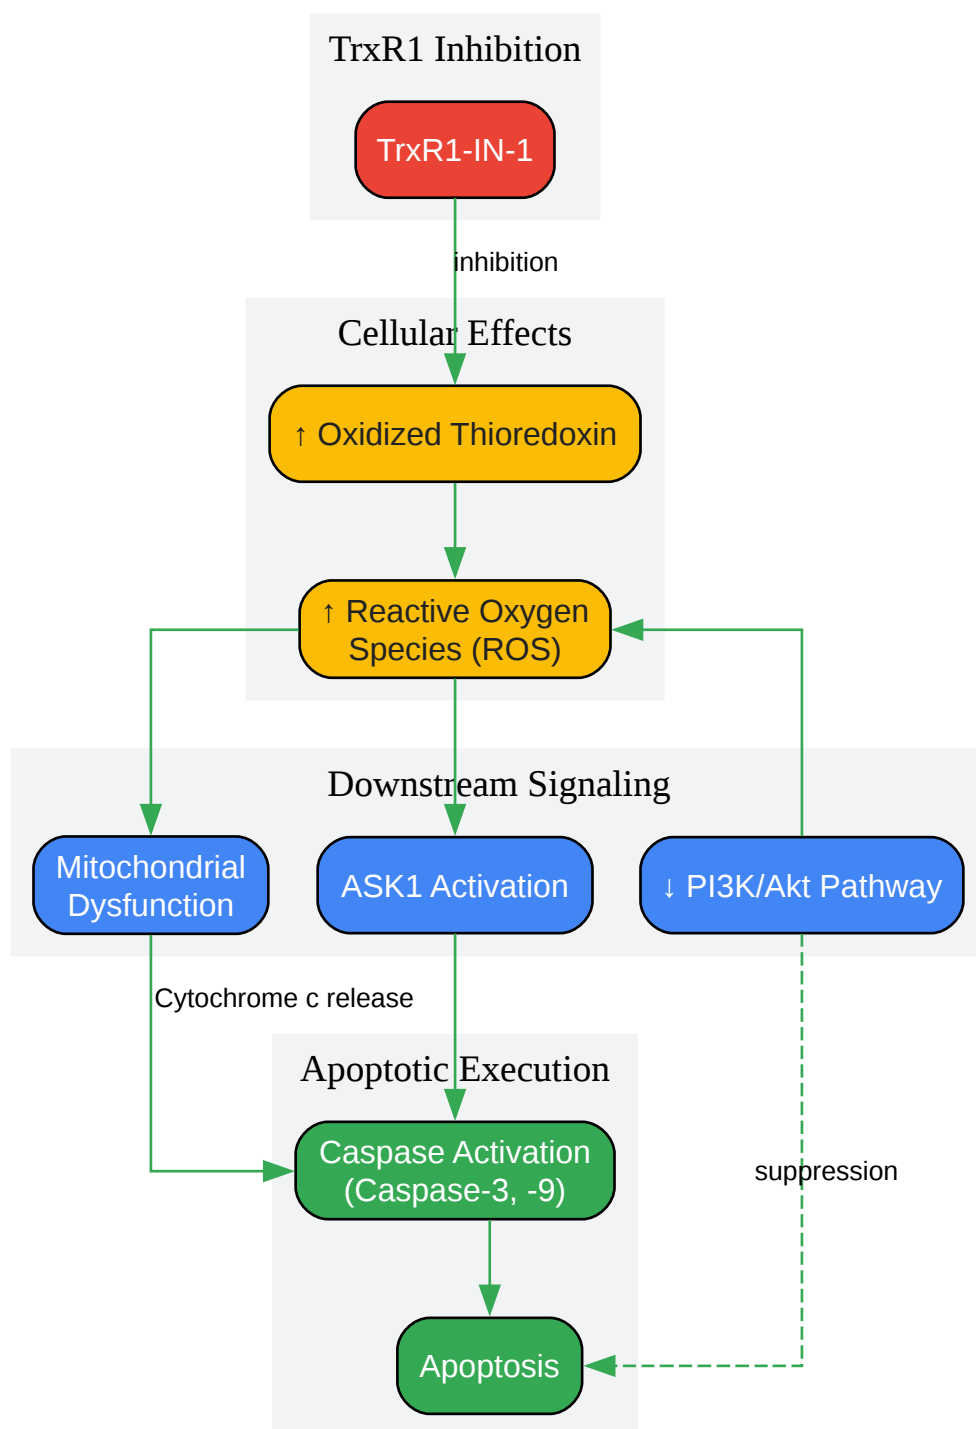 TrxR1 Inhibition
TrxR1-IN-1
inhibition
Cellular Effects
↑ Oxidized Thioredoxin
↑ Reactive Oxygen
Species (ROS)
Downstream Signaling
Mitochondrial
Dysfunction
ASK1 Activation
↓ PI3K/Akt Pathway
Cytochrome c release
Apoptotic Execution
Caspase Activation
(Caspase-3, -9)
suppression
Apoptosis